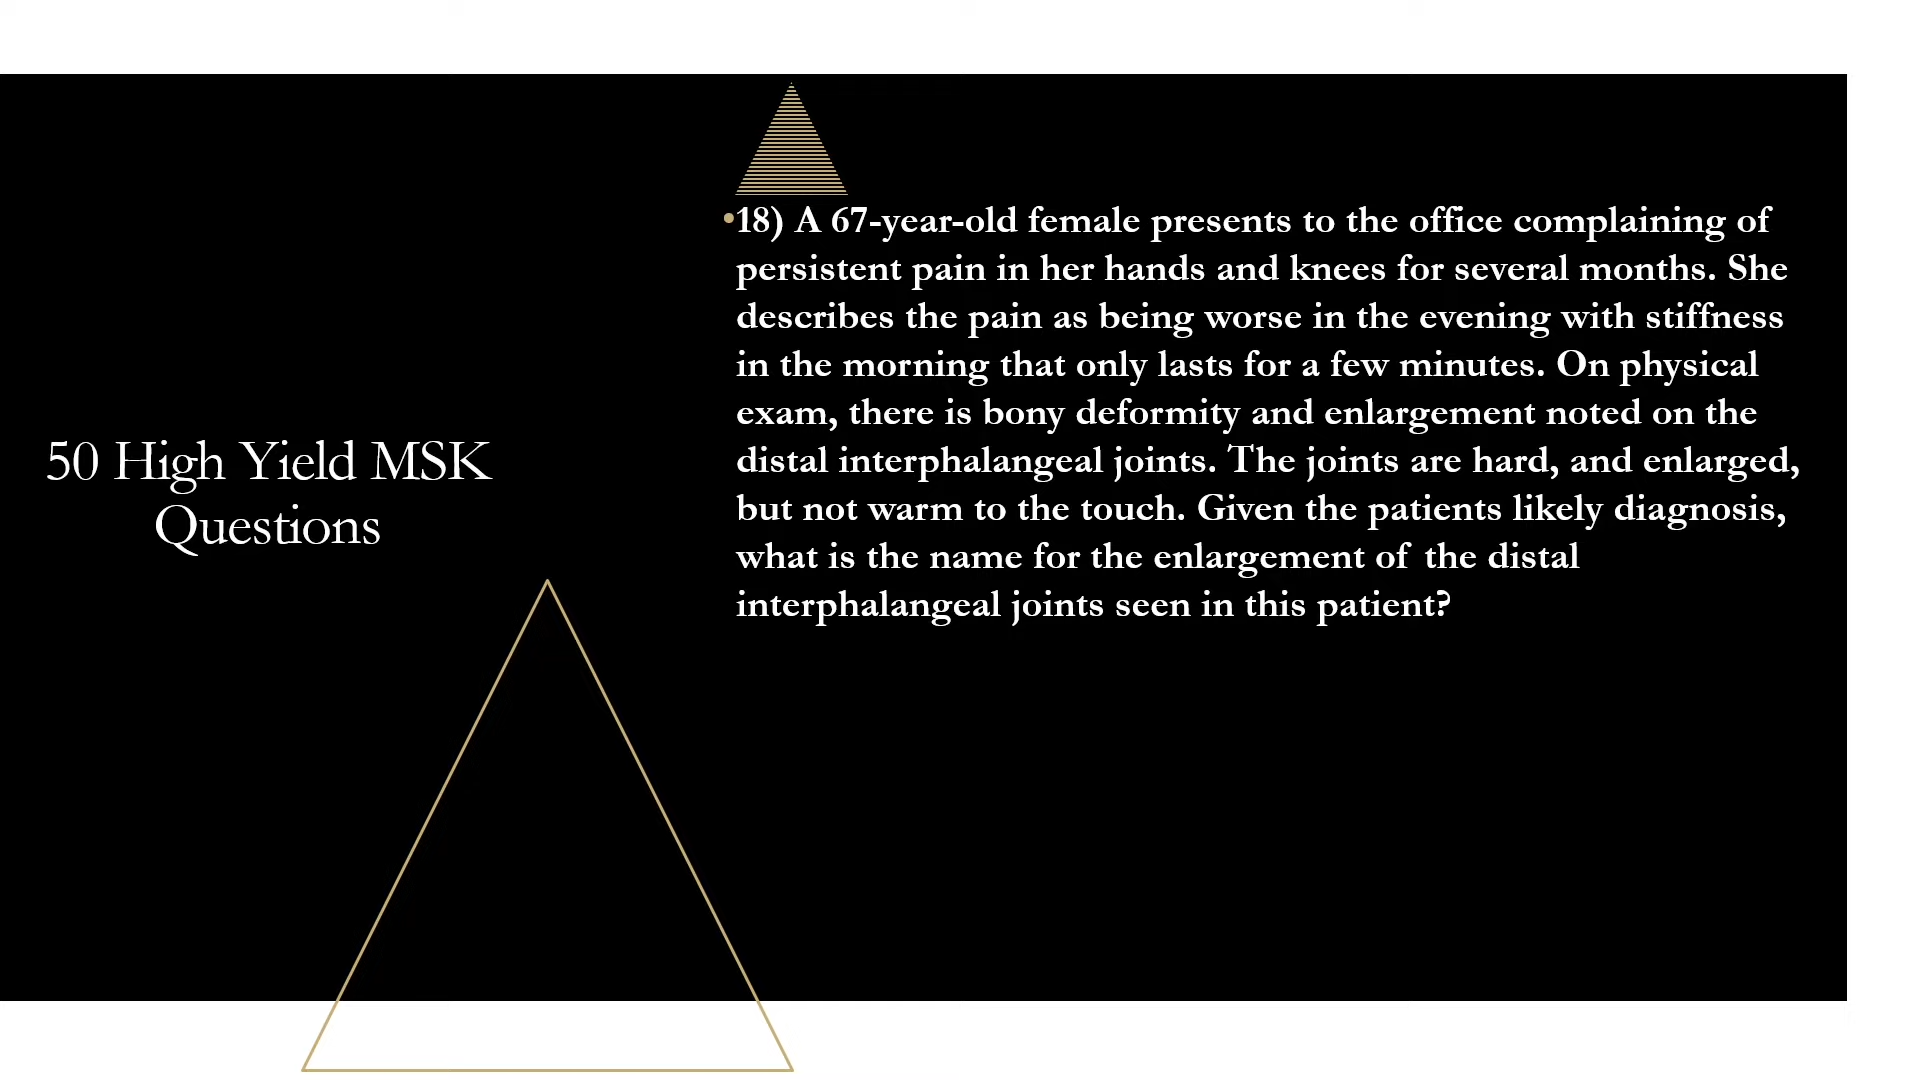 50 High Yield MSK
Questions
•18) A 67-year-old female presents to the office complaining of
persistent pain in her hands and knees for several months. She
describes the pain as being worse in the evening with stiffness
in the morning that only lasts for a few minutes. On physical
exam, there is bony deformity and enlargement noted on the
distal interphalangeal joints. The joints are hard, and enlarged,
but not warm to the touch. Given the patients likely diagnosis,
what is the name for the enlargement of the distal
interphalangeal joints seen in this patient?